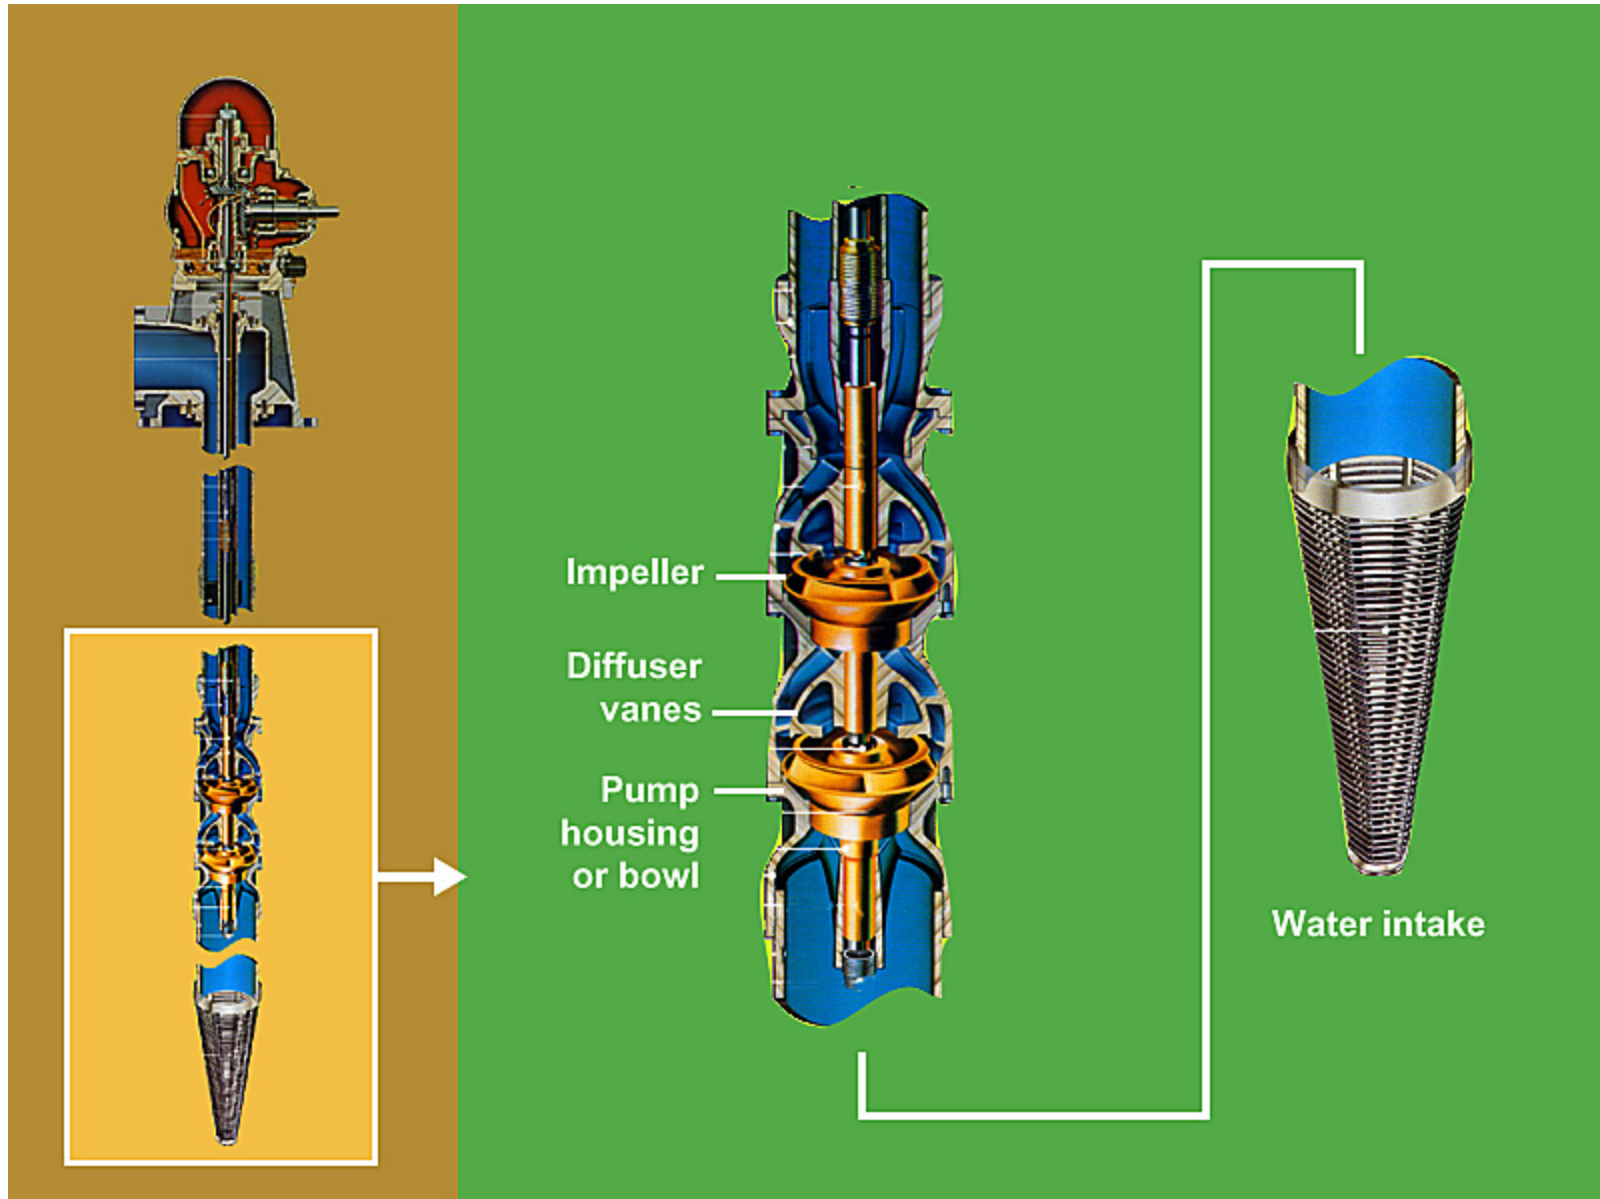 Impeller
Diffuser
vanes
Pump
housing
or bowl
Water intake